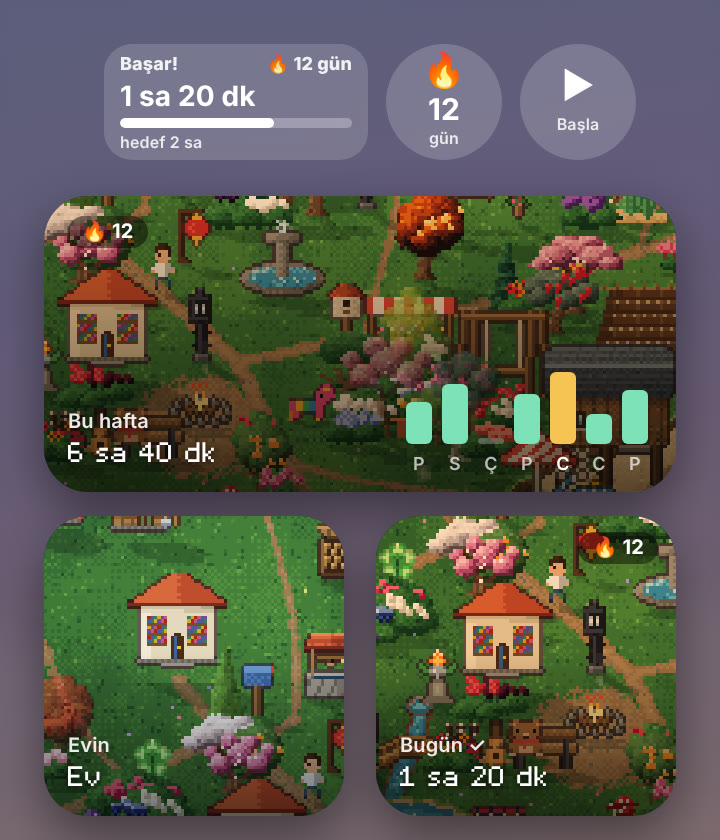 Başar! 🔥 12 gün
1 sa 20 dk
hedef 2 sa
🔥
12
gün
Başla
🔥 12
Bu hafta
6 sa 40 dk
P S Ç P C C P
Evin
Ev
🔥 12
Bugün ✓
1 sa 20 dk